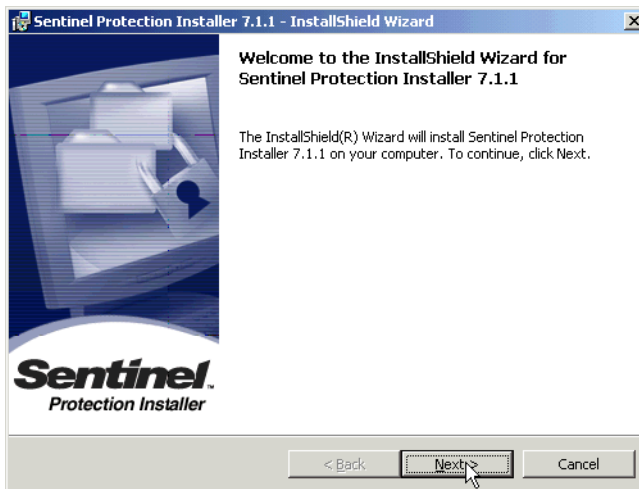 Sentinel Protection Installer 7.1.1 - InstallShield Wizard
Welcome to the InstallShield Wizard for
Sentinel Protection Installer 7.1.1
The InstallShield(R) Wizard will install Sentinel Protection
Installer 7.1.1 on your computer. To continue, click Next.
Sentinel™
Protection Installer
< Back
Next >
Cancel